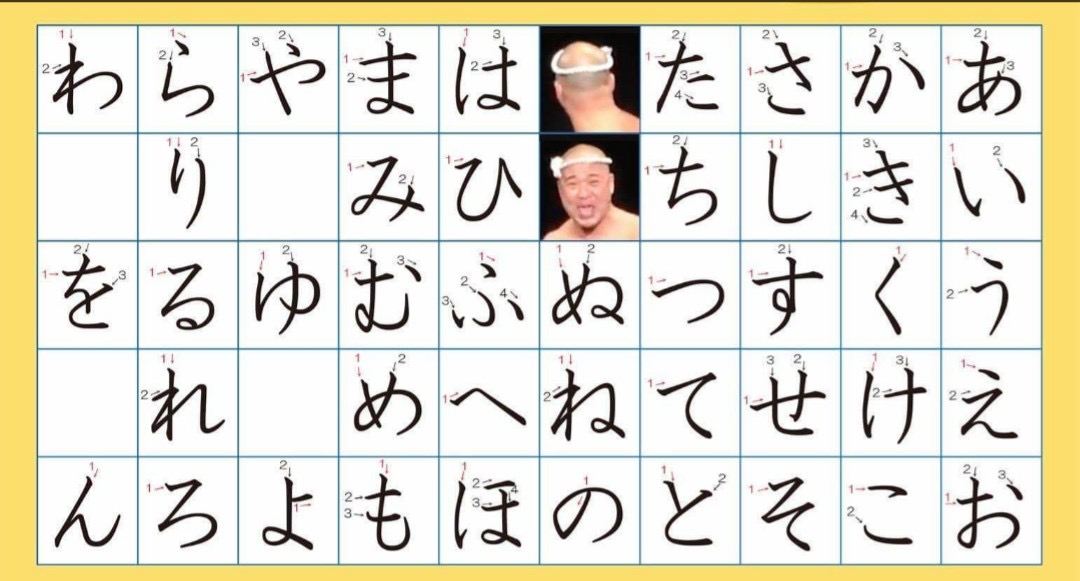 あいうえお
かきくけこ
さしすせそ
たちつてと
ぬねの
はひふへほ
まみむめも
やゆよ
らりるれろ
わをん